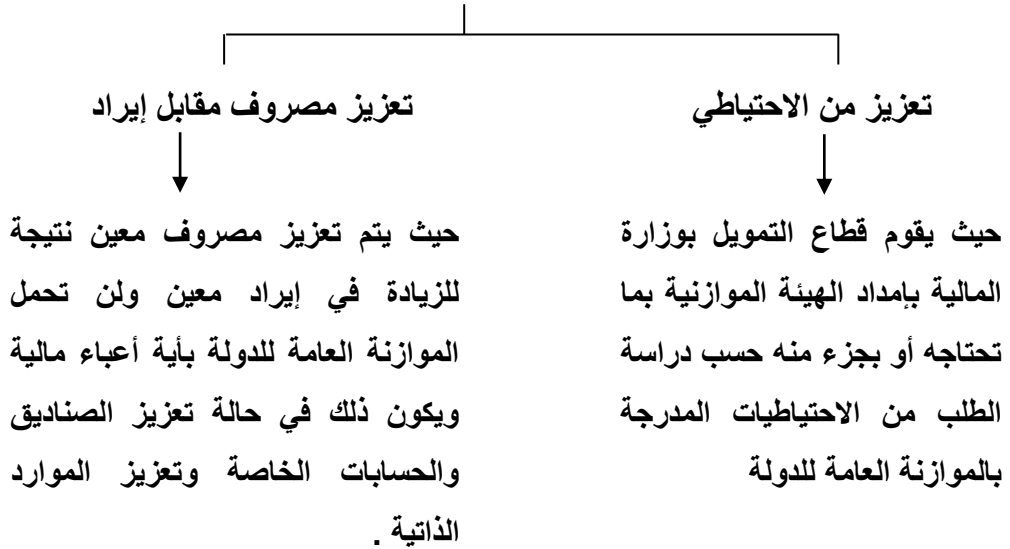 تعزيز من الاحتياطي
حيث يقوم قطاع التمويل بوزارة
المالية بإمداد الهيئة الموازنية بما
تحتاجه أو بجزء منه حسب دراسة
الطلب من الاحتياطيات المدرجة
بالموازنة العامة للدولة
تعزيز مصروف مقابل إيراد
حيث يتم تعزيز مصروف معين نتيجة
للزيادة في إيراد معين ولن تحمل
الموازنة العامة للدولة بأية أعباء مالية
ويكون ذلك في حالة تعزيز الصناديق
والحسابات الخاصة وتعزيز الموارد
الذاتية .